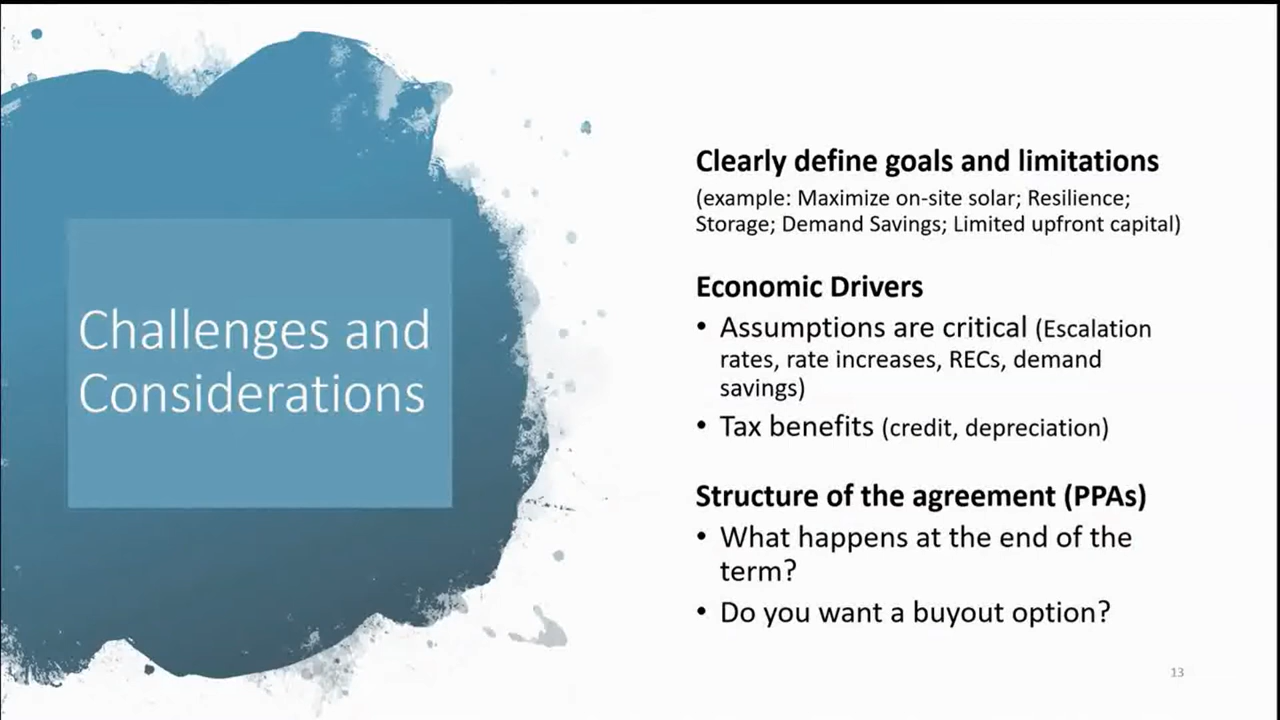 Challenges and
Considerations
Clearly define goals and limitations
(example: Maximize on-site solar; Resilience;
Storage; Demand Savings; Limited upfront capital)
Economic Drivers
• Assumptions are critical (Escalation
rates, rate increases, RECs, demand
savings)
• Tax benefits (credit, depreciation)
Structure of the agreement (PPAs)
• What happens at the end of the
term?
• Do you want a buyout option?
13